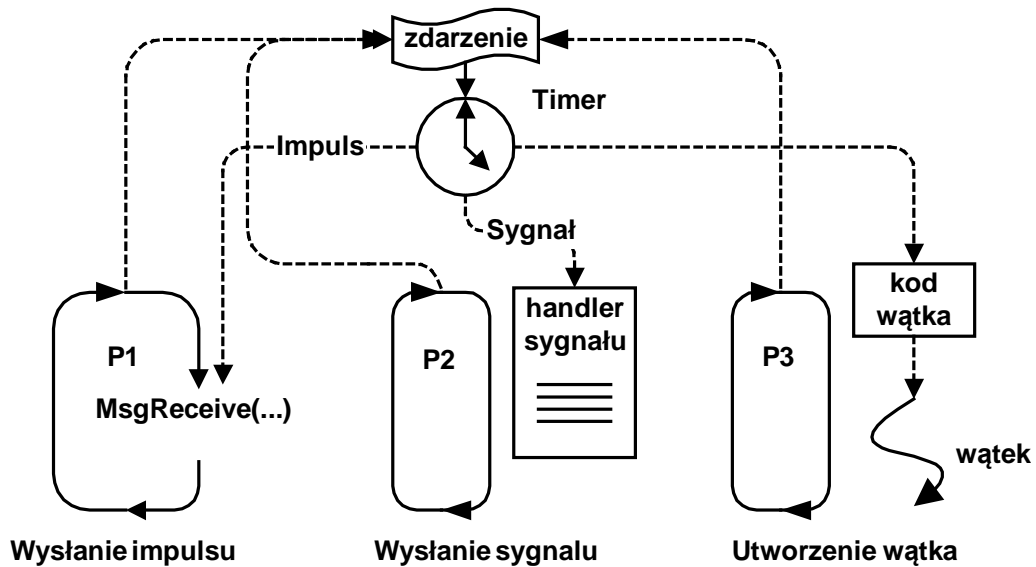 zdarzenie
Timer
Impuls
Sygnał
P1
MsgReceive(...)
P2
handler
sygnału
P3
kod
wątka
wątek
Wysłanie impulsu
Wysłanie sygnalu
Utworzenie wątka